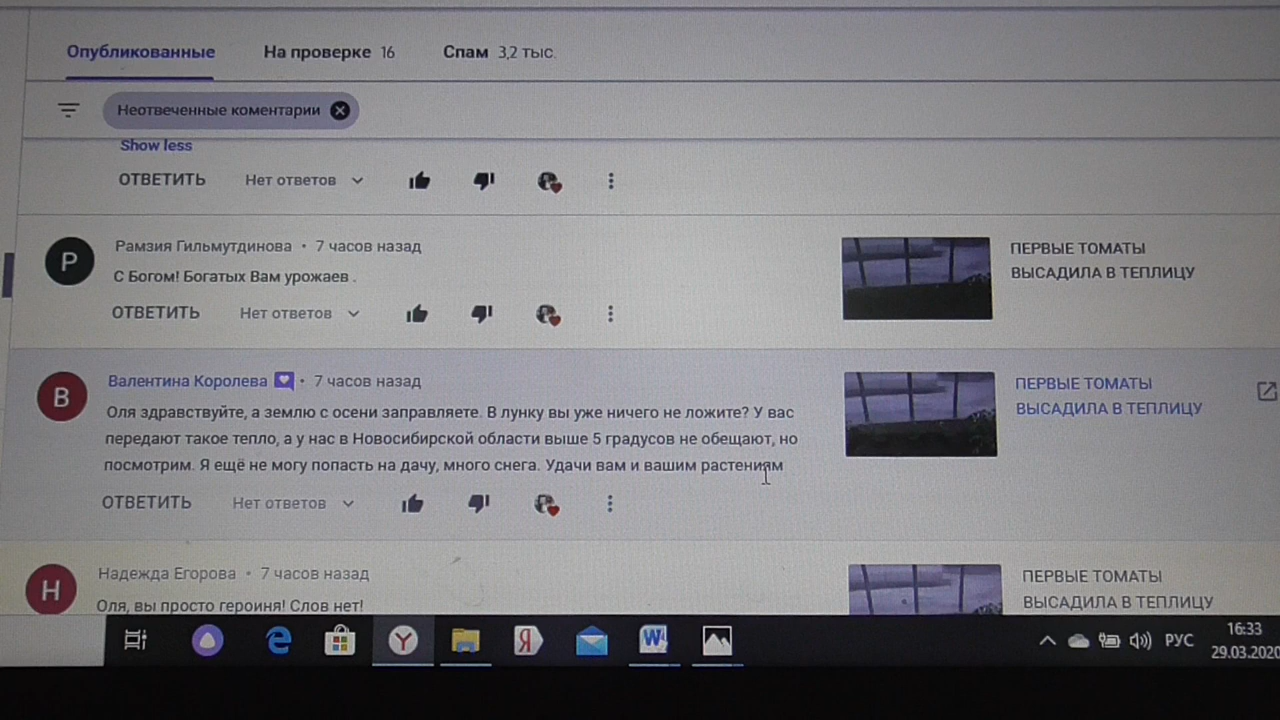 Опубликованные На проверке 16 Спам 3,2 тыс.
Неотвеченные коментарии
Show less
ОТВЕТИТЬ Нет ответов
Р
Рамзия Гильмутдинова • 7 часов назад
С Богом! Богатых Вам урожаев .
ОТВЕТИТЬ Нет ответов
ПЕРВЫЕ ТОМАТЫ
ВЫСАДИЛА В ТЕПЛИЦУ
В
Валентина Королева • 7 часов назад
Оля здравствуйте, а землю с осени заправляете. В лунку вы уже ничего не ложите? У вас
передают такое тепло, а у нас в Новосибирской области выше 5 градусов не обещают, но
посмотрим. Я ещё не могу попасть на дачу, много снега. Удачи вам и вашим растениям
ОТВЕТИТЬ Нет ответов
ПЕРВЫЕ ТОМАТЫ
ВЫСАДИЛА В ТЕПЛИЦУ
Н
Надежда Егорова • 7 часов назад
Оля, вы просто героиня! Слов нет!
ПЕРВЫЕ ТОМАТЫ
ВЫСАДИЛА В ТЕПЛИЦУ
Y Я W РУС 16:33
29.03.2020